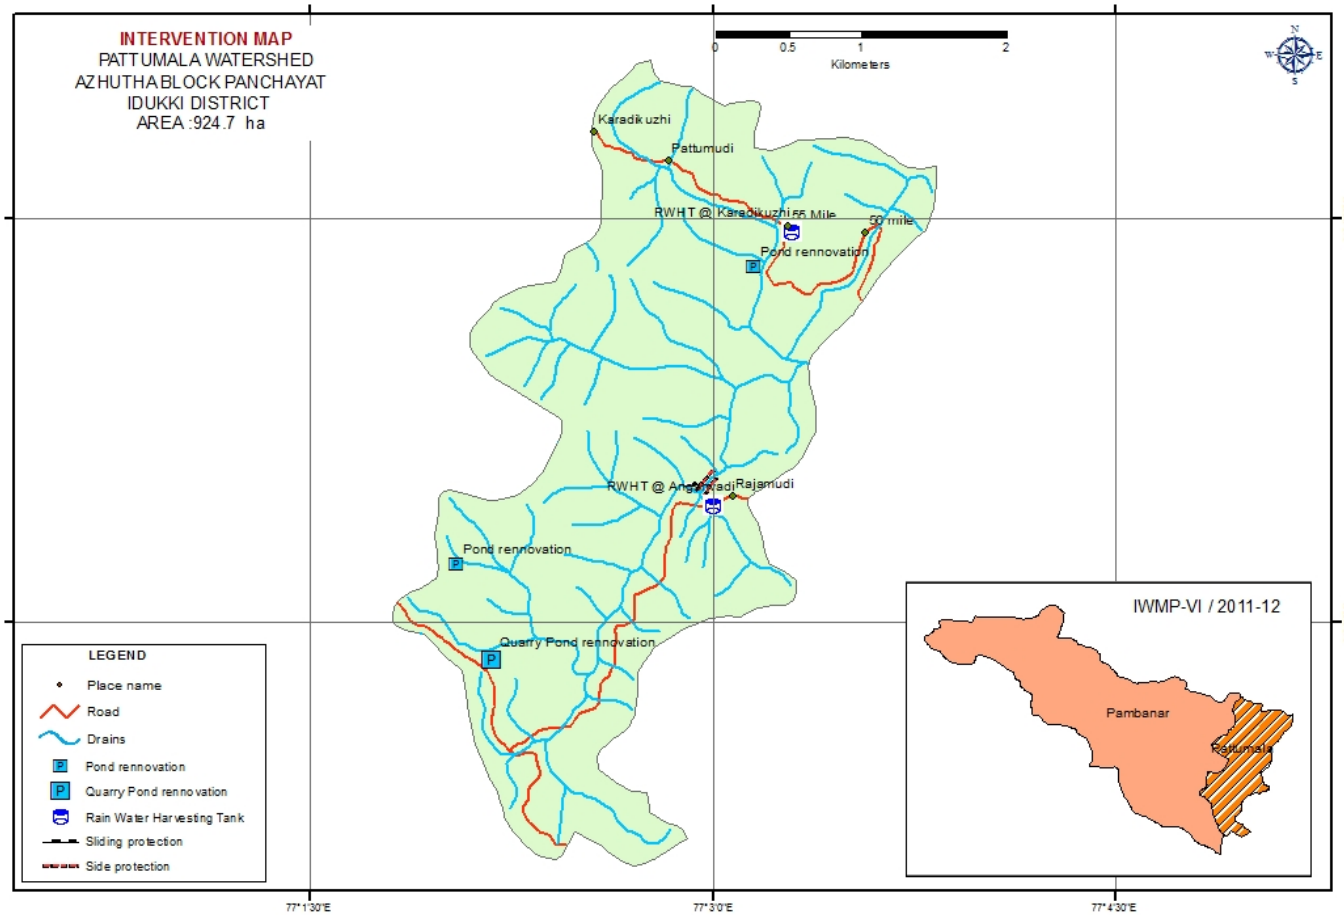 INTERVENTION MAP
PATTUMALA WATERSHED
AZHUTHA BLOCK PANCHAYAT
IDUKKI DISTRICT
AREA :924.7 ha
0 0.5 1 2
Kilometers
N
W E
S
Karadikuzhi
Pattumudi
RWHT @ Karadikuzhi 55 Mile
56 mile
Pond rennovation
RWHT @ Anganwadi
Rajamudi
Pond rennovation
Quarry Pond rennovation
LEGEND
Place name
Road
Drains
P Pond rennovation
P Quarry Pond rennovation
Rain Water Harvesting Tank
Sliding protection
Side protection
IWMP-VI / 2011-12
Pambanar
Pattumala
77°1'30"E 77°3'0"E 77°4'30"E